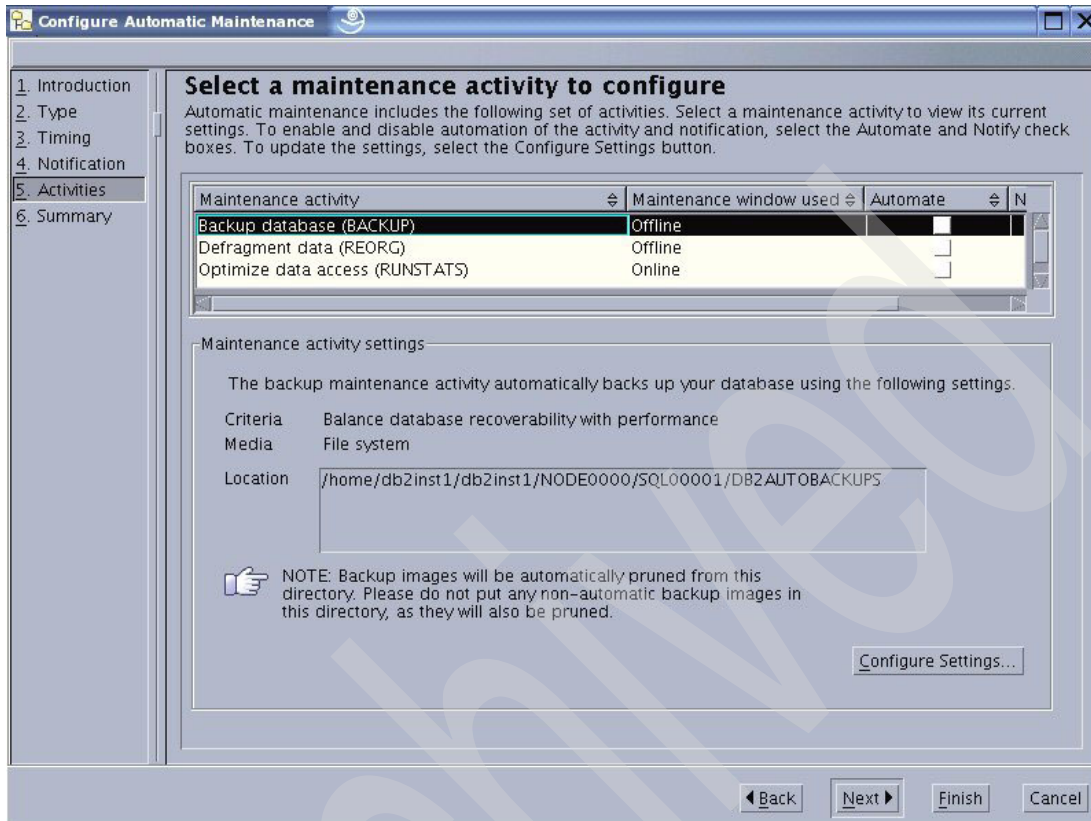 Configure Automatic Maintenance
1. Introduction
2. Type
3. Timing
4. Notification
5. Activities
6. Summary
Select a maintenance activity to configure
Automatic maintenance includes the following set of activities. Select a maintenance activity to view its current
settings. To enable and disable automation of the activity and notification, select the Automate and Notify check
boxes. To update the settings, select the Configure Settings button.
Maintenance activity Maintenance window used Automate N
Backup database (BACKUP) Offline
Defragment data (REORG) Offline
Optimize data access (RUNSTATS) Online
Maintenance activity settings
The backup maintenance activity automatically backs up your database using the following settings.
Criteria Balance database recoverability with performance
Media File system
Location /home/db2inst1/db2inst1/NODE0000/SQL00001/DB2AUTOBACKUPS
NOTE: Backup images will be automatically pruned from this
directory. Please do not put any non-automatic backup images in
this directory, as they will also be pruned.
Configure Settings...
Back Next Finish Cancel